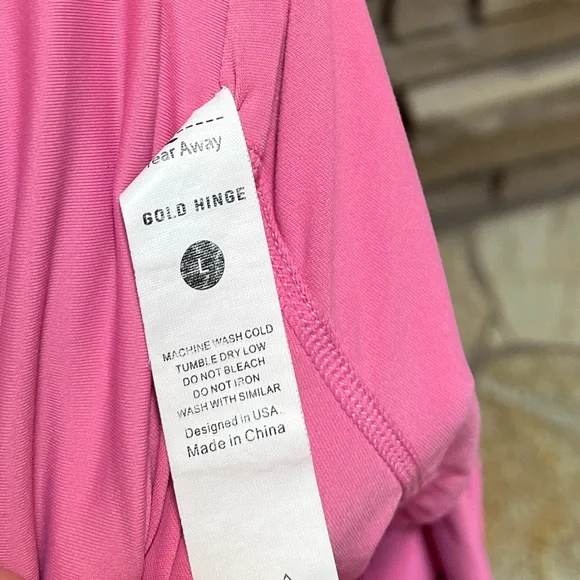 ear Away
GOLD HINGE
L
MACHINE WASH COLD
TUMBLE DRY LOW
DO NOT BLEACH
DO NOT IRON
WASH WITH SIMILAR
Designed in USA.
Made in China